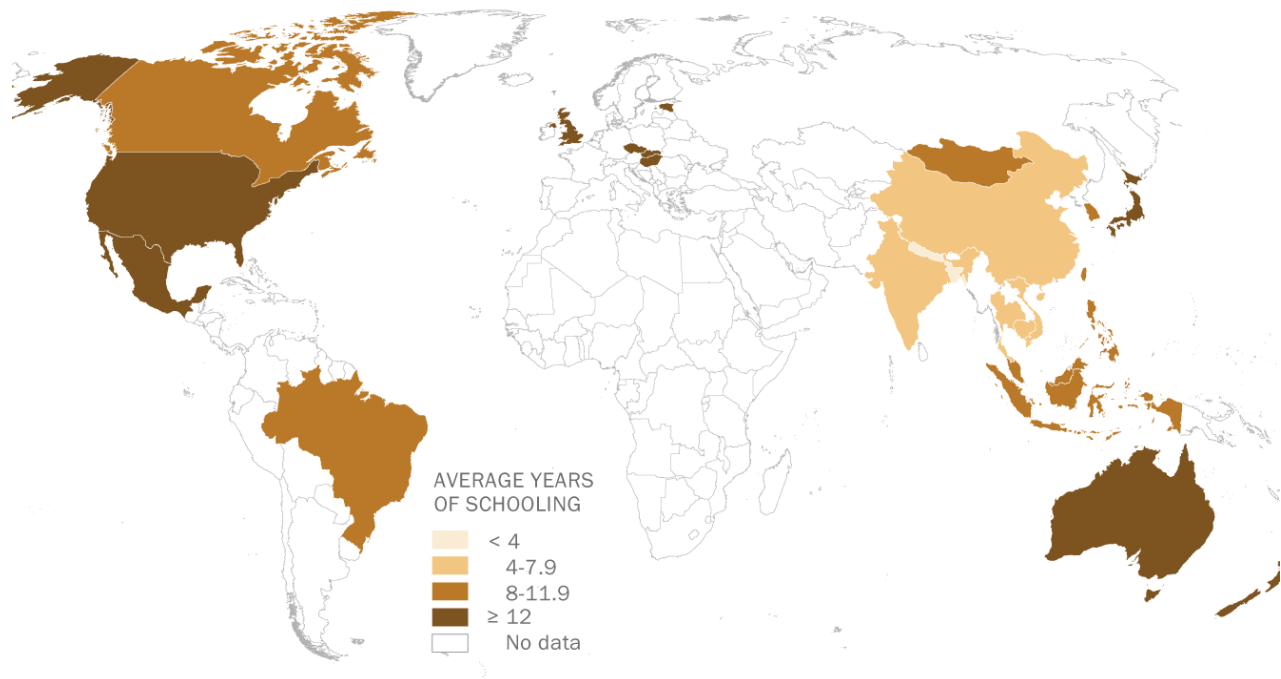 AVERAGE YEARS
OF SCHOOLING
< 4
4-7.9
8-11.9
≥ 12
No data